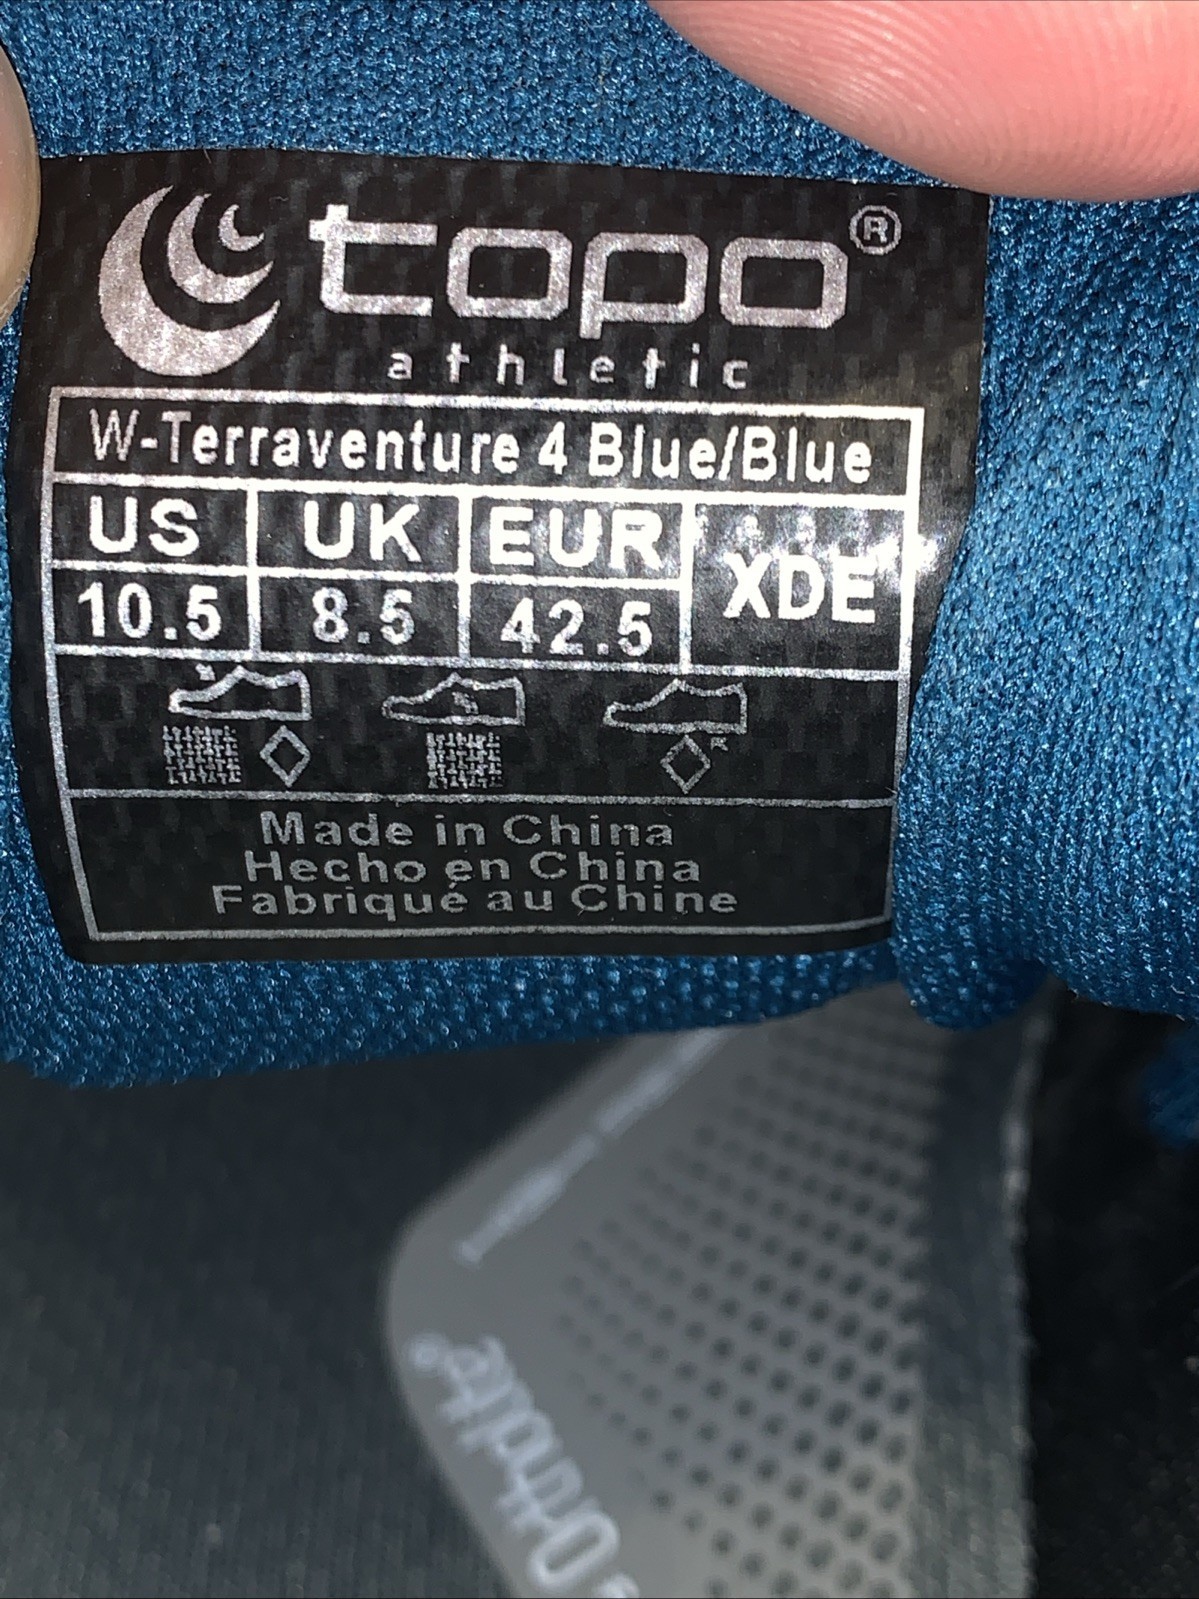 topo®
athletic
W-Terraventure 4 Blue/Blue
US UK EUR XDE
10.5 8.5 42.5
Made in China
Hecho en China
Fabriqué au Chine
Ortholite®